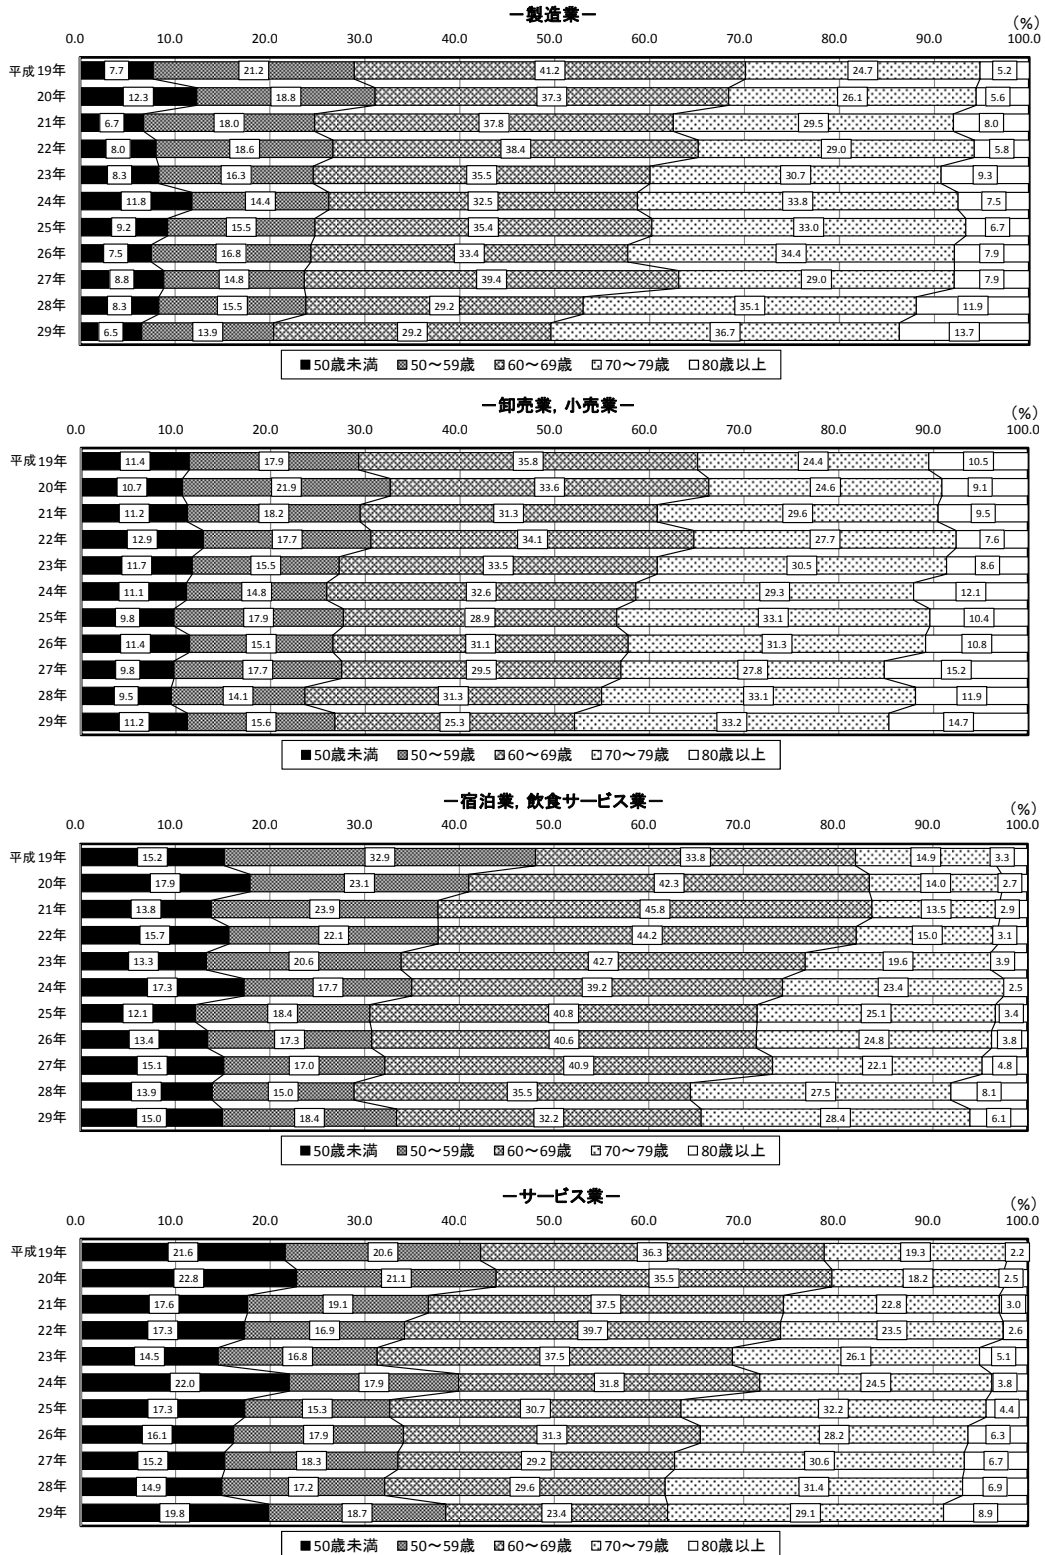 －製造業－
(％)
0.0 10.0 20.0 30.0 40.0 50.0 60.0 70.0 80.0 90.0 100.0
平成19年 7.7 21.2 41.2 24.7 5.2
20年 12.3 18.8 37.3 26.1 5.6
21年 6.7 18.0 37.8 29.5 8.0
22年 8.0 18.6 38.4 29.0 5.8
23年 8.3 16.3 35.5 30.7 9.3
24年 11.8 14.4 32.5 33.8 7.5
25年 9.2 15.5 35.4 33.0 6.7
26年 7.5 16.8 33.4 34.4 7.9
27年 8.8 14.8 39.4 29.0 7.9
28年 8.3 15.5 29.2 35.1 11.9
29年 6.5 13.9 29.2 36.7 13.7
50歳未満 50～59歳 60～69歳 70～79歳 80歳以上
－卸売業，小売業－
(％)
0.0 10.0 20.0 30.0 40.0 50.0 60.0 70.0 80.0 90.0 100.0
平成19年 11.4 17.9 35.8 24.4 10.5
20年 10.7 21.9 33.6 24.6 9.1
21年 11.2 18.2 31.3 29.6 9.5
22年 12.9 17.7 34.1 27.7 7.6
23年 11.7 15.5 33.5 30.5 8.6
24年 11.1 14.8 32.6 29.3 12.1
25年 9.8 17.9 28.9 33.1 10.4
26年 11.4 15.1 31.1 31.3 10.8
27年 9.8 17.7 29.5 27.8 15.2
28年 9.5 14.1 31.3 33.1 11.9
29年 11.2 15.6 25.3 33.2 14.7
50歳未満 50～59歳 60～69歳 70～79歳 80歳以上
－宿泊業，飲食サービス業－
(％)
0.0 10.0 20.0 30.0 40.0 50.0 60.0 70.0 80.0 90.0 100.0
平成19年 15.2 32.9 33.8 14.9 3.3
20年 17.9 23.1 42.3 14.0 2.7
21年 13.8 23.9 45.8 13.5 2.9
22年 15.7 22.1 44.2 15.0 3.1
23年 13.3 20.6 42.7 19.6 3.9
24年 17.3 17.7 39.2 23.4 2.5
25年 12.1 18.4 40.8 25.1 3.4
26年 13.4 17.3 40.6 24.8 3.8
27年 15.1 17.0 40.9 22.1 4.8
28年 13.9 15.0 35.5 27.5 8.1
29年 15.0 18.4 32.2 28.4 6.1
50歳未満 50～59歳 60～69歳 70～79歳 80歳以上
－サービス業－
(％)
0.0 10.0 20.0 30.0 40.0 50.0 60.0 70.0 80.0 90.0 100.0
平成19年 21.6 20.6 36.3 19.3 2.2
20年 22.8 21.1 35.5 18.2 2.5
21年 17.6 19.1 37.5 22.8 3.0
22年 17.3 16.9 39.7 23.5 2.6
23年 14.5 16.8 37.5 26.1 5.1
24年 22.0 17.9 31.8 24.5 3.8
25年 17.3 15.3 30.7 32.2 4.4
26年 16.1 17.9 31.3 28.2 6.3
27年 15.2 18.3 29.2 30.6 6.7
28年 14.9 17.2 29.6 31.4 6.9
29年 19.8 18.7 23.4 29.1 8.9
50歳未満 50～59歳 60～69歳 70～79歳 80歳以上